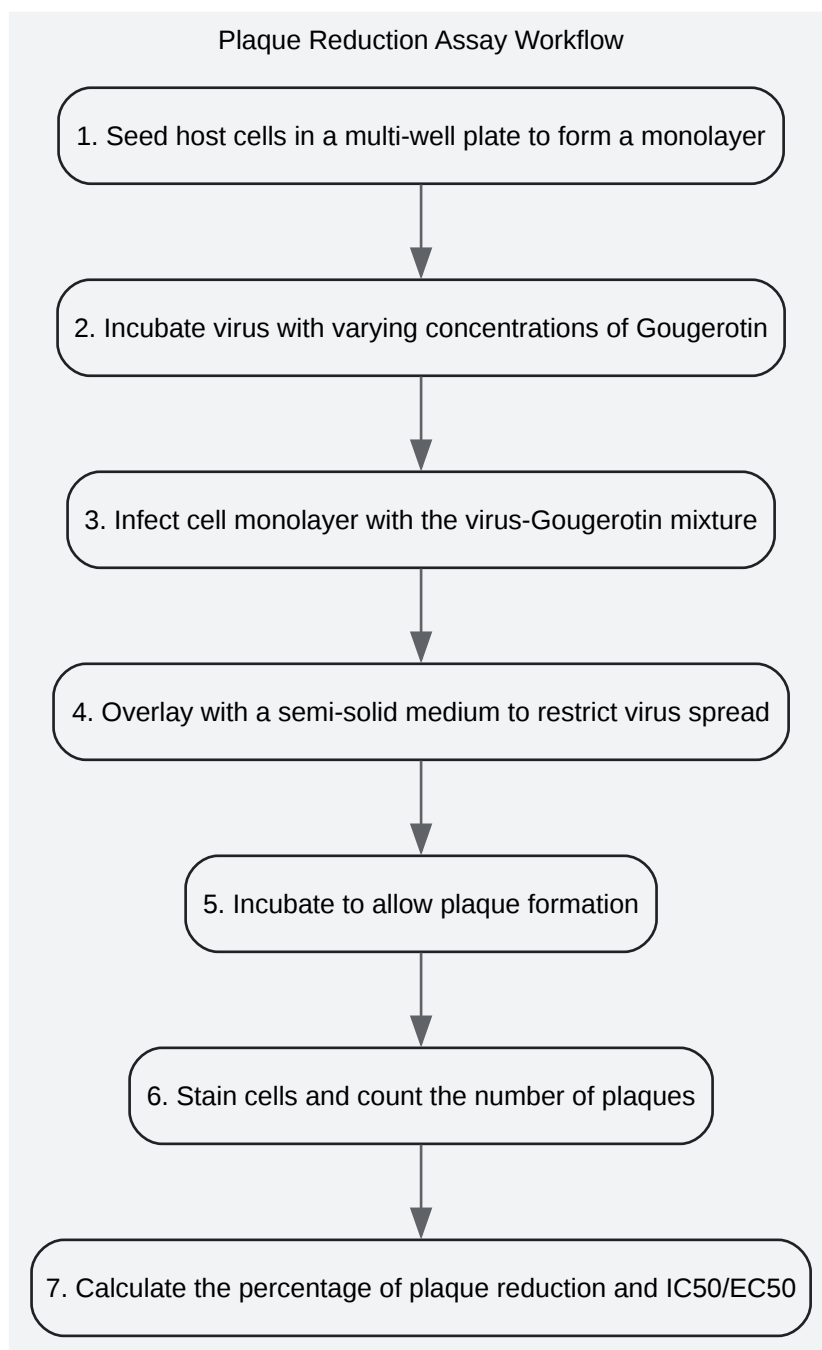 Plaque Reduction Assay Workflow
1. Seed host cells in a multi-well plate to form a monolayer
2. Incubate virus with varying concentrations of Gougerotin
3. Infect cell monolayer with the virus-Gougerotin mixture
4. Overlay with a semi-solid medium to restrict virus spread
5. Incubate to allow plaque formation
6. Stain cells and count the number of plaques
7. Calculate the percentage of plaque reduction and IC50/EC50